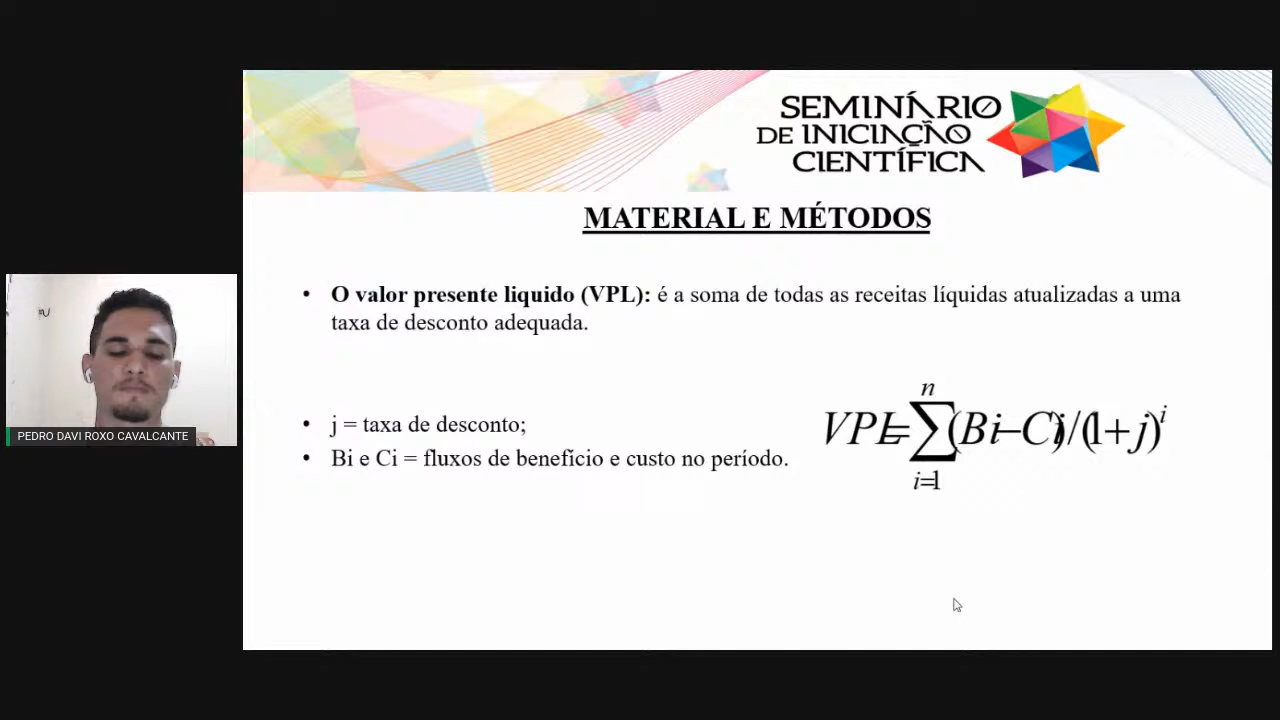 SEMINÁRIO
DE INICIAÇÃO
CIENTÍFICA
MATERIAL E MÉTODOS
• O valor presente liquido (VPL): é a soma de todas as receitas líquidas atualizadas a uma
taxa de desconto adequada.
• j = taxa de desconto;
• Bi e Ci = fluxos de benefício e custo no período.
n
VPL=∑(Bi−Ci)/(1+j)^i
i=1
PEDRO DAVI ROXO CAVALCANTE